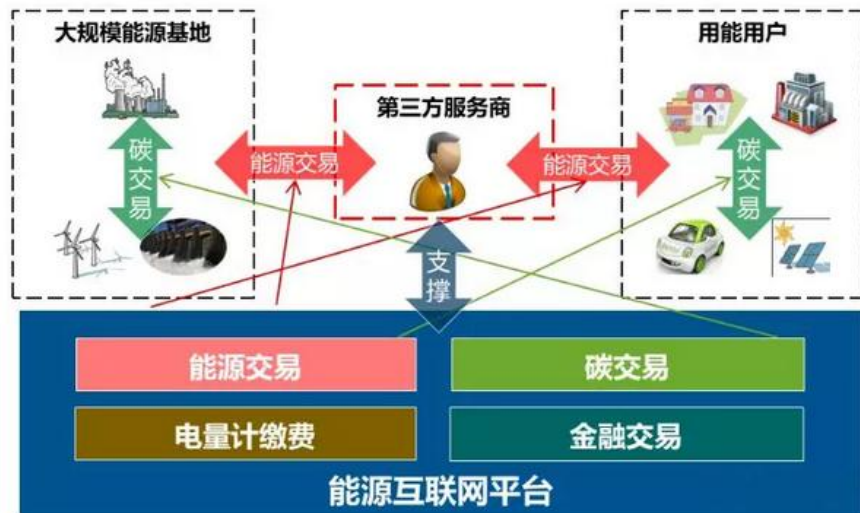 大规模能源基地
用能用户
第三方服务商
碳交易
能源交易
能源交易
碳交易
支撑
能源交易
碳交易
电量计缴费
金融交易
能源互联网平台